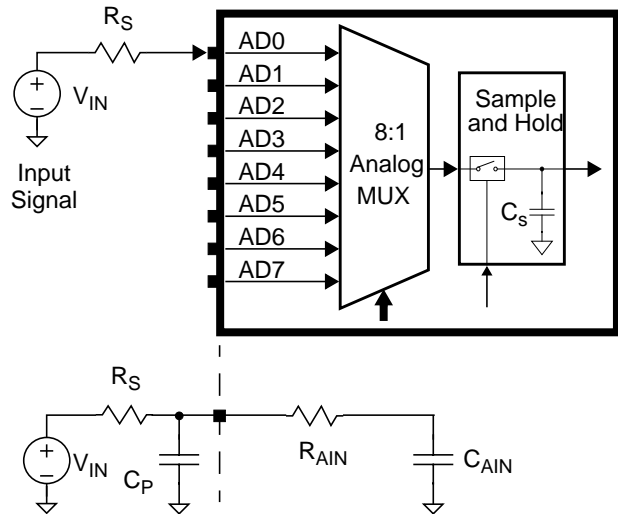 R_S
V_IN
Input
Signal
AD0
AD1
AD2
AD3
AD4
AD5
AD6
AD7
8:1
Analog
MUX
Sample
and Hold
C_s
R_S
V_IN
C_P
R_AIN
C_AIN